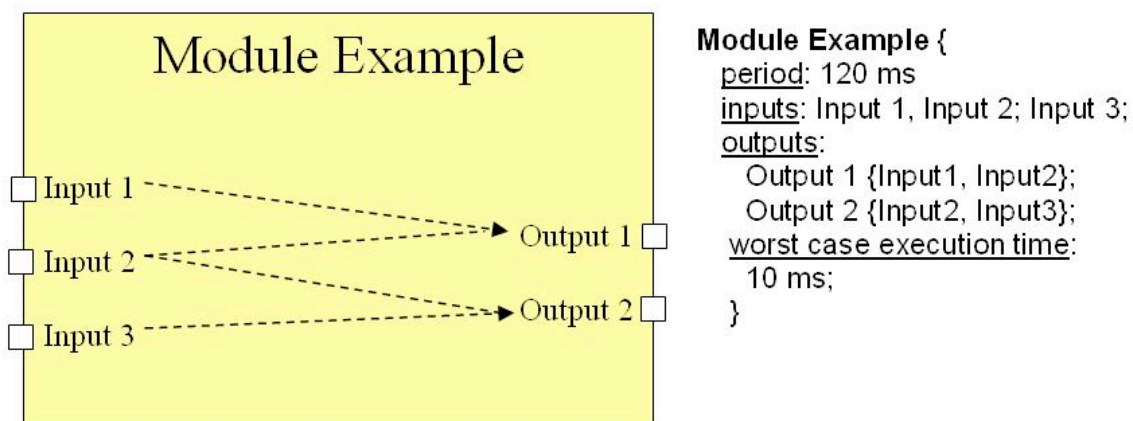 Module Example
Input 1
Input 2
Input 3
Output 1
Output 2
Module Example {
period: 120 ms
inputs: Input 1, Input 2; Input 3;
outputs:
Output 1 {Input1, Input2};
Output 2 {Input2, Input3};
worst case execution time:
10 ms;
}